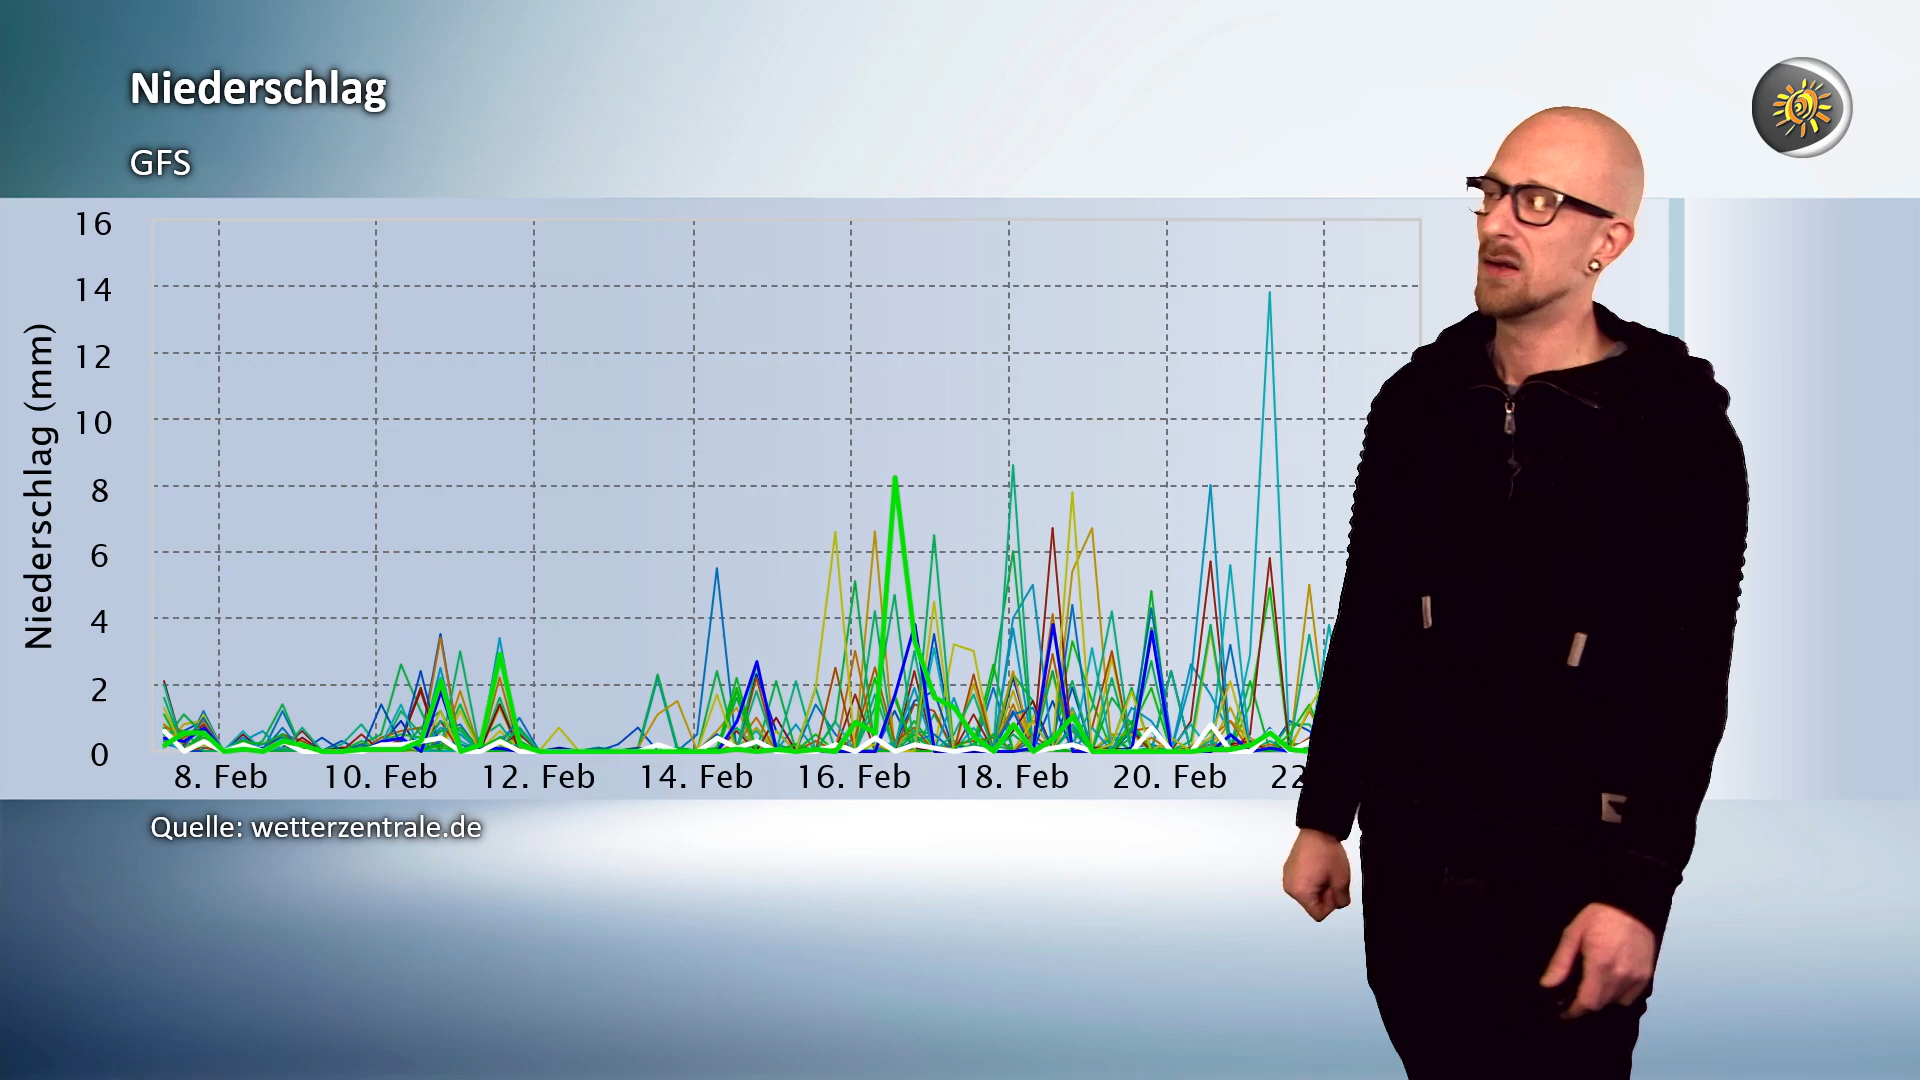 Niederschlag
GFS
Niederschlag (mm)
16
14
12
10
8
6
4
2
0
8. Feb 10. Feb 12. Feb 14. Feb 16. Feb 18. Feb 20. Feb 22
Quelle: wetterzentrale.de